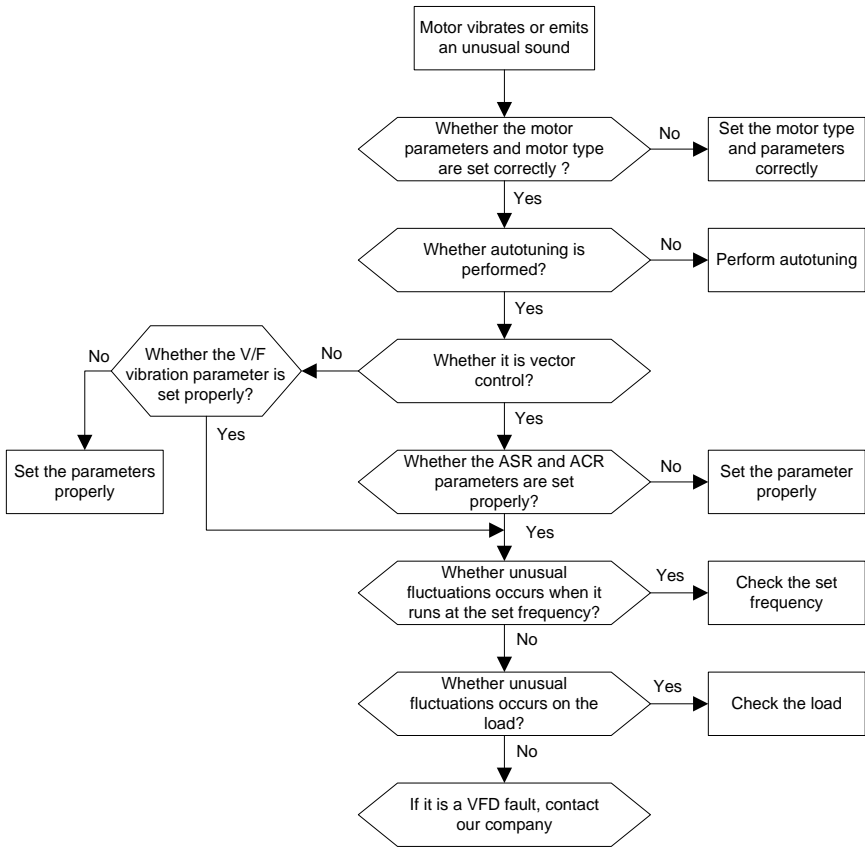 Motor vibrates or emits
an unusual sound
Whether the motor
parameters and motor type
are set correctly ?
No
Set the motor type
and parameters
correctly
Yes
Whether autotuning is
performed?
No
Perform autotuning
Yes
Whether it is vector
control?
No
Whether the V/F
vibration parameter is
set properly?
No
Set the parameters
properly
Yes
Yes
Whether the ASR and ACR
parameters are set
properly?
No
Set the parameter
properly
Yes
Whether unusual
fluctuations occurs when it
runs at the set frequency?
Yes
Check the set
frequency
No
Whether unusual
fluctuations occurs on the
load?
Yes
Check the load
No
If it is a VFD fault, contact
our company